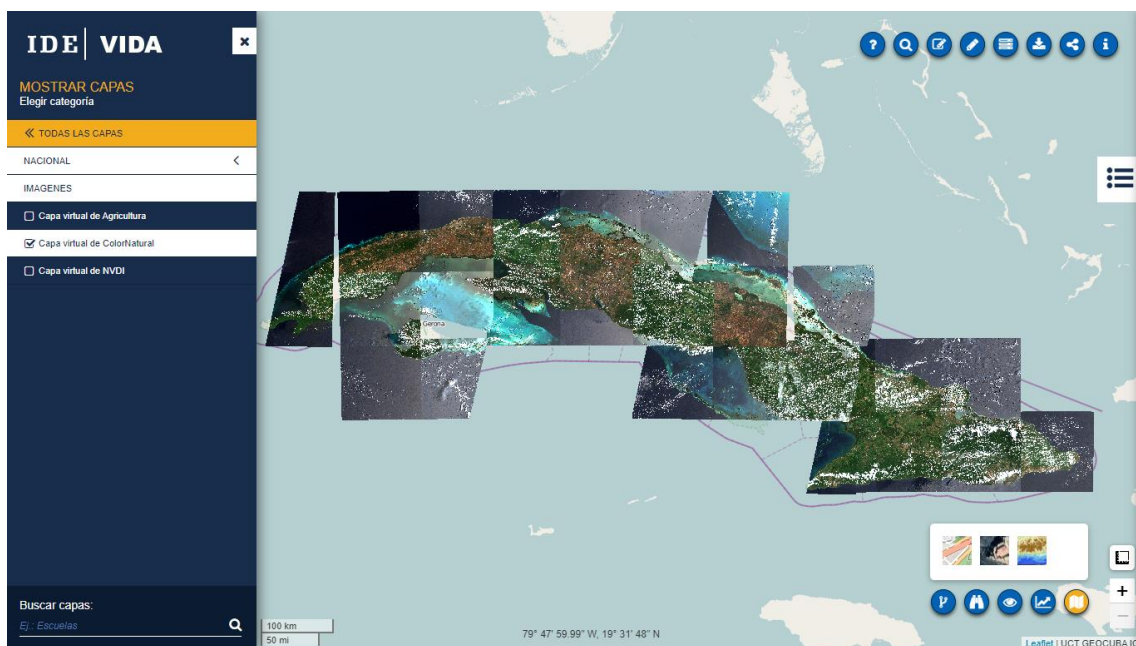 IDE VIDA
MOSTRAR CAPAS
Elegir categoría
TODAS LAS CAPAS
NACIONAL
IMAGENES
Capa virtual de Agricultura
Capa virtual de ColorNatural
Capa virtual de NVDI
Buscar capas:
Ej.: Escuelas
Gerona
100 km
50 mi
79° 47' 59.99" W, 19° 31' 48" N
+
−
Leaflet | UCT GEOCUBA IC